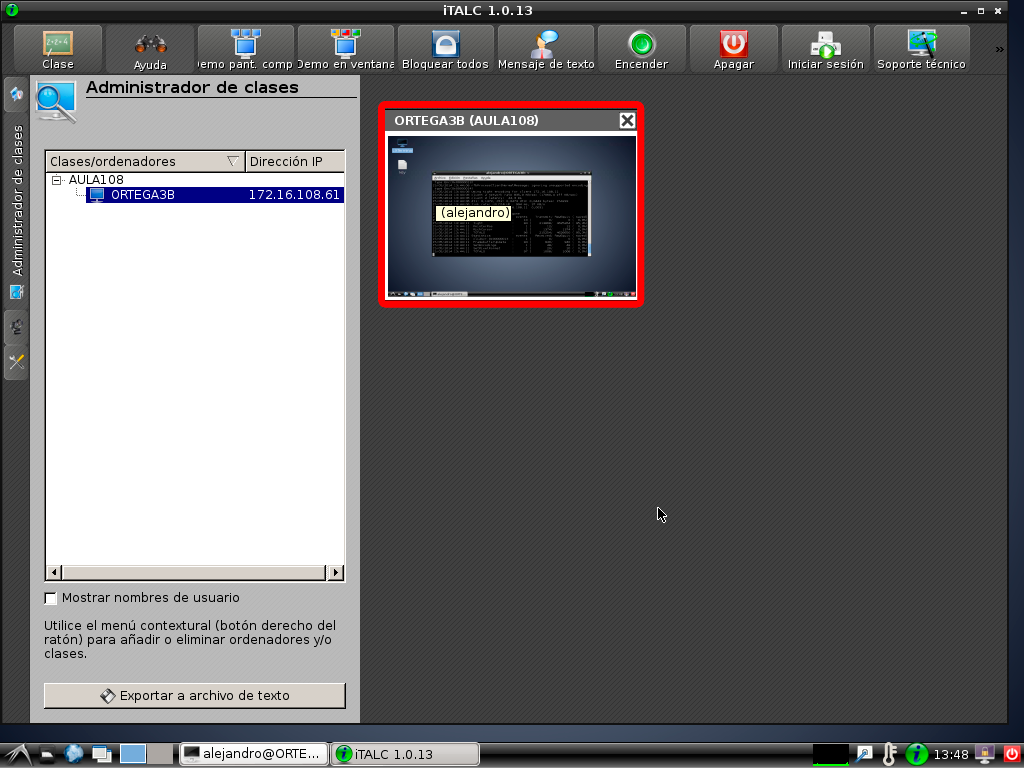 iTALC 1.0.13
Clase
Ayuda
Demo pant. comp
Demo en ventana
Bloquear todos
Mensaje de texto
Encender
Apagar
Iniciar sesión
Soporte técnico
»
Administrador de clases
Administrador de clases
Clases/ordenadores
Dirección IP
AULA108
ORTEGA3B 172.16.108.61
ORTEGA3B (AULA108)
(alejandro)
Mostrar nombres de usuario
Utilice el menú contextural (botón derecho del
ratón) para añadir o eliminar ordenadores y/o
clases.
Exportar a archivo de texto
alejandro@ORTE...
iTALC 1.0.13
13:48